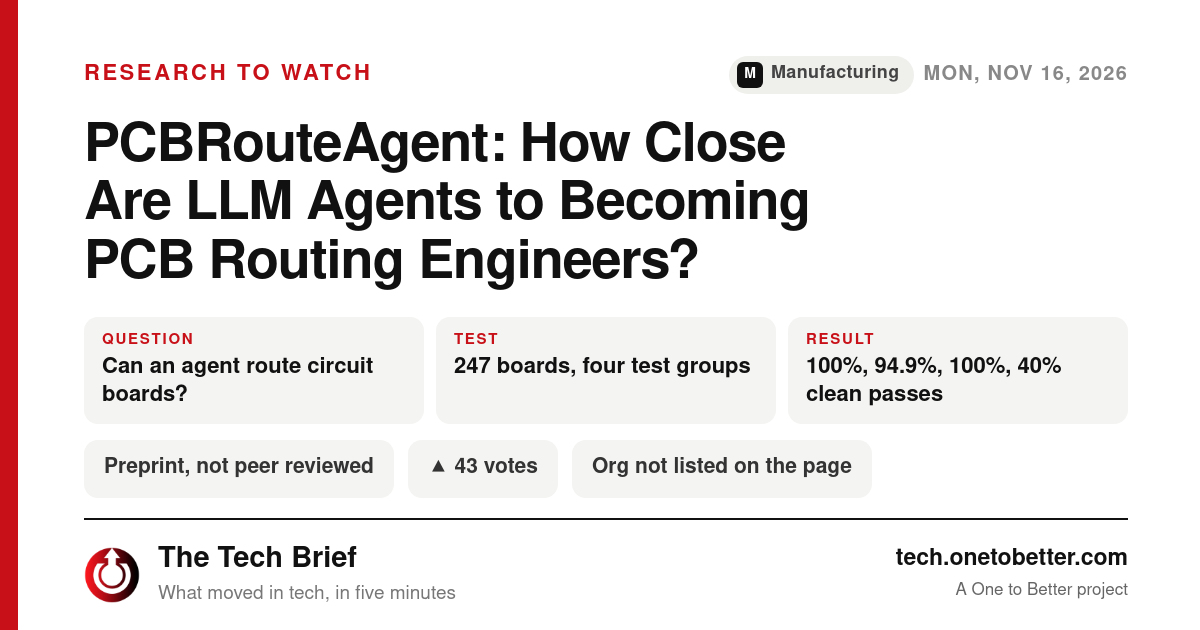 RESEARCH TO WATCH
M Manufacturing
MON, NOV 16, 2026
PCBRouteAgent: How Close
Are LLM Agents to Becoming
PCB Routing Engineers?
QUESTION
Can an agent route circuit
boards?
TEST
247 boards, four test groups
RESULT
100%, 94.9%, 100%, 40%
clean passes
Preprint, not peer reviewed
▲ 43 votes
Org not listed on the page
The Tech Brief
What moved in tech, in five minutes
tech.onetobetter.com
A One to Better project